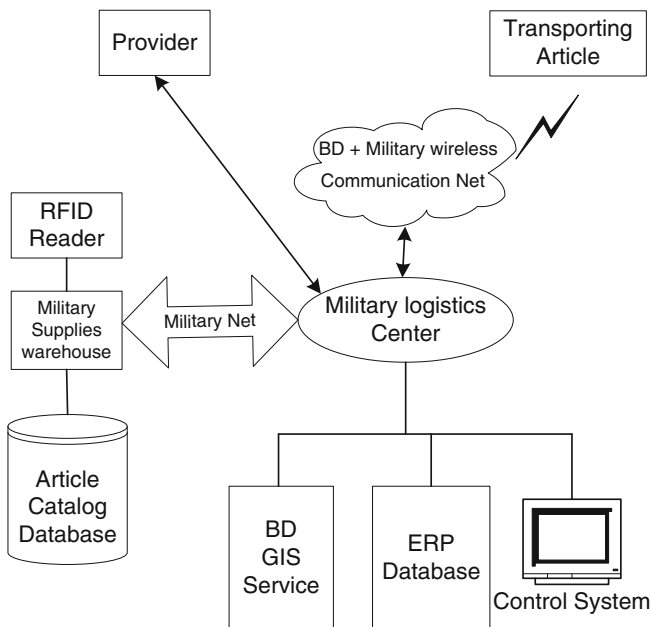 Provider
Transporting
Article
BD + Military wireless
Communication Net
RFID
Reader
Military
Supplies
warehouse
Military Net
Military logistics
Center
Article
Catalog
Database
BD
GIS
Service
ERP
Database
Control System